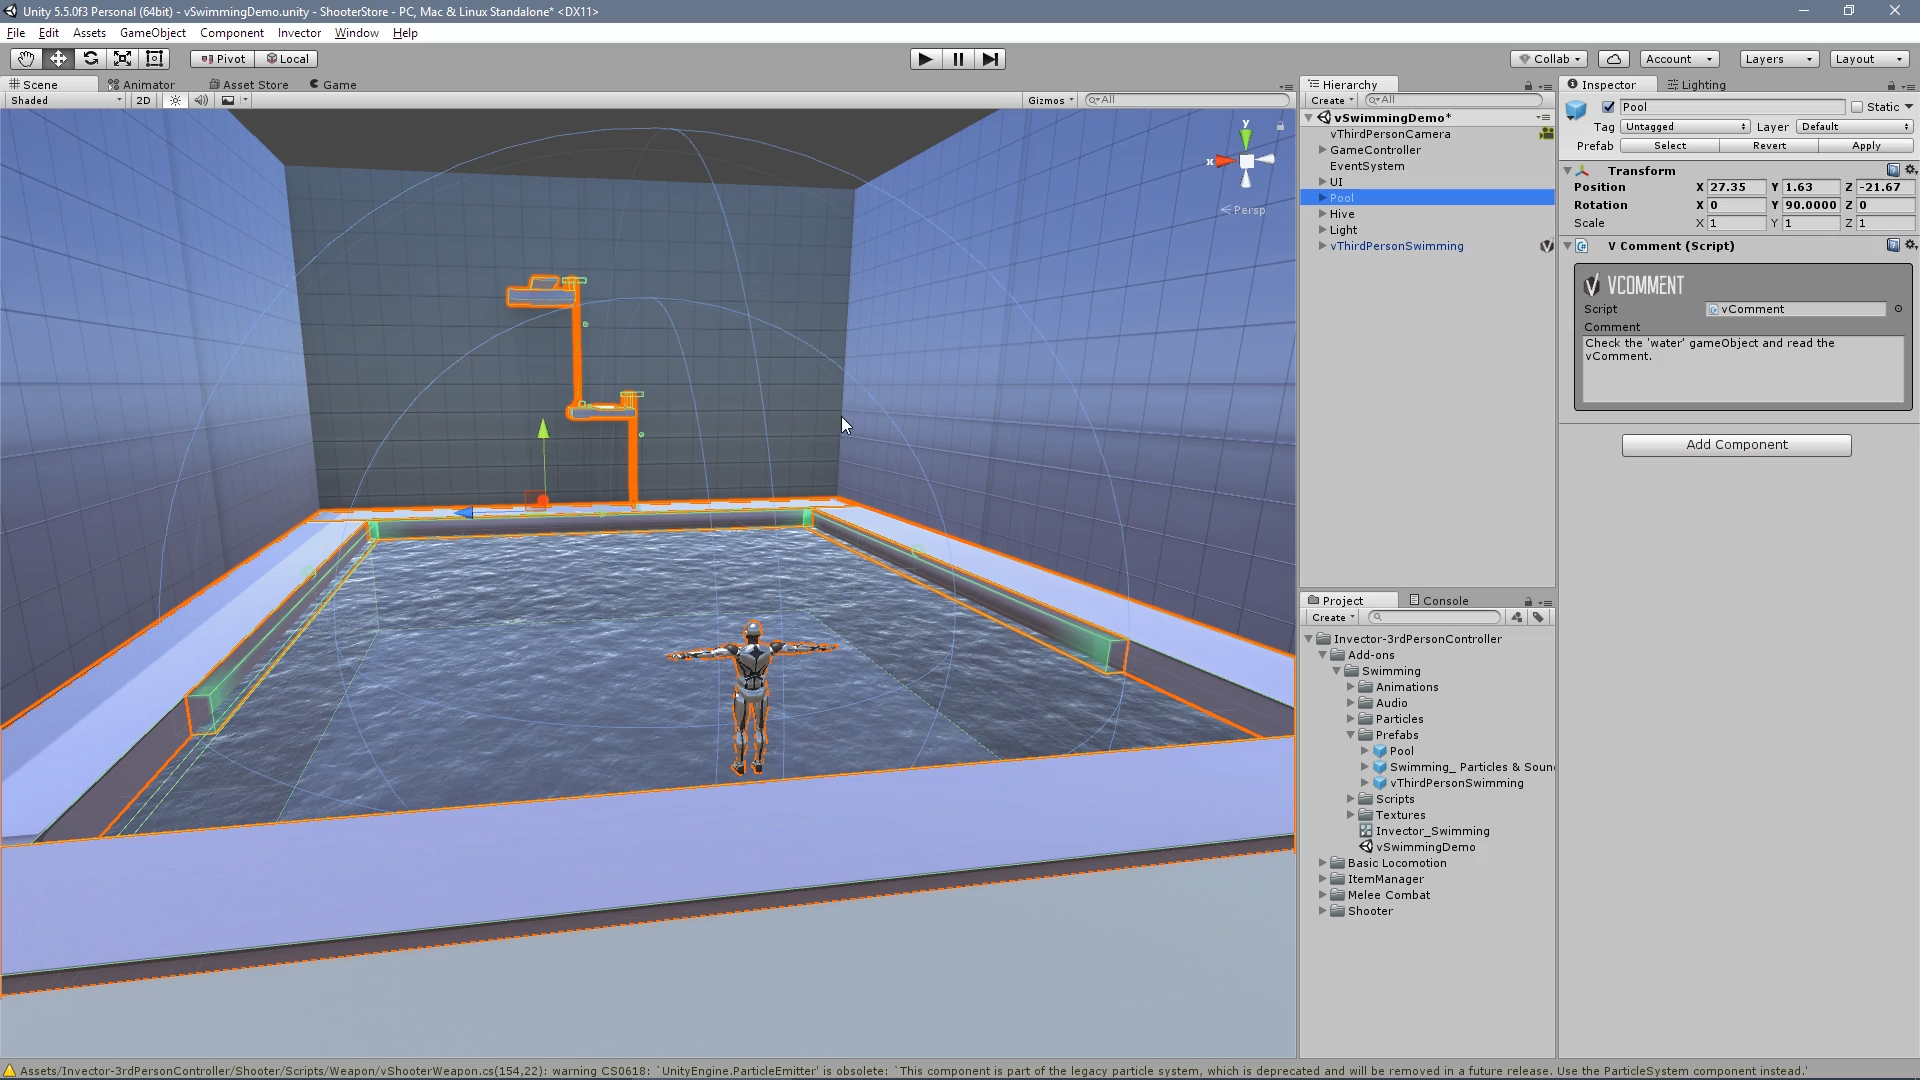 Unity 5.5.0f3 Personal (64bit) - vSwimmingDemo.unity - ShooterStore - PC, Mac & Linux Standalone* <DX11>
File Edit Assets GameObject Component Invector Window Help
Pivot Local Collab Account Layers Layout
Scene Animator Asset Store Game
Shaded 2D Gizmos All
y
x
Persp
Hierarchy
Create All
vSwimmingDemo*
vThirdPersonCamera
GameController
EventSystem
UI
Pool
Hive
Light
vThirdPersonSwimming
Project Console
Create
Invector-3rdPersonController
Add-ons
Swimming
Animations
Audio
Particles
Prefabs
Pool
Swimming_ Particles & Soun
vThirdPersonSwimming
Scripts
Textures
Invector_Swimming
vSwimmingDemo
Basic Locomotion
ItemManager
Melee Combat
Shooter
Inspector Lighting
Pool Static
Tag Untagged Layer Default
Prefab Select Revert Apply
Transform
Position X 27.35 Y 1.63 Z -21.67
Rotation X 0 Y 90.0000 Z 0
Scale X 1 Y 1 Z 1
V Comment (Script)
VCOMMENT
Script vComment
Comment
Check the 'water' gameObject and read the
vComment.
Add Component
Assets/Invector-3rdPersonController/Shooter/Scripts/Weapon/vShooterWeapon.cs(154,22): warning CS0618: `UnityEngine.ParticleEmitter' is obsolete: `This component is part of the legacy particle system, which is deprecated and will be removed in a future release. Use the ParticleSystem component instead.'